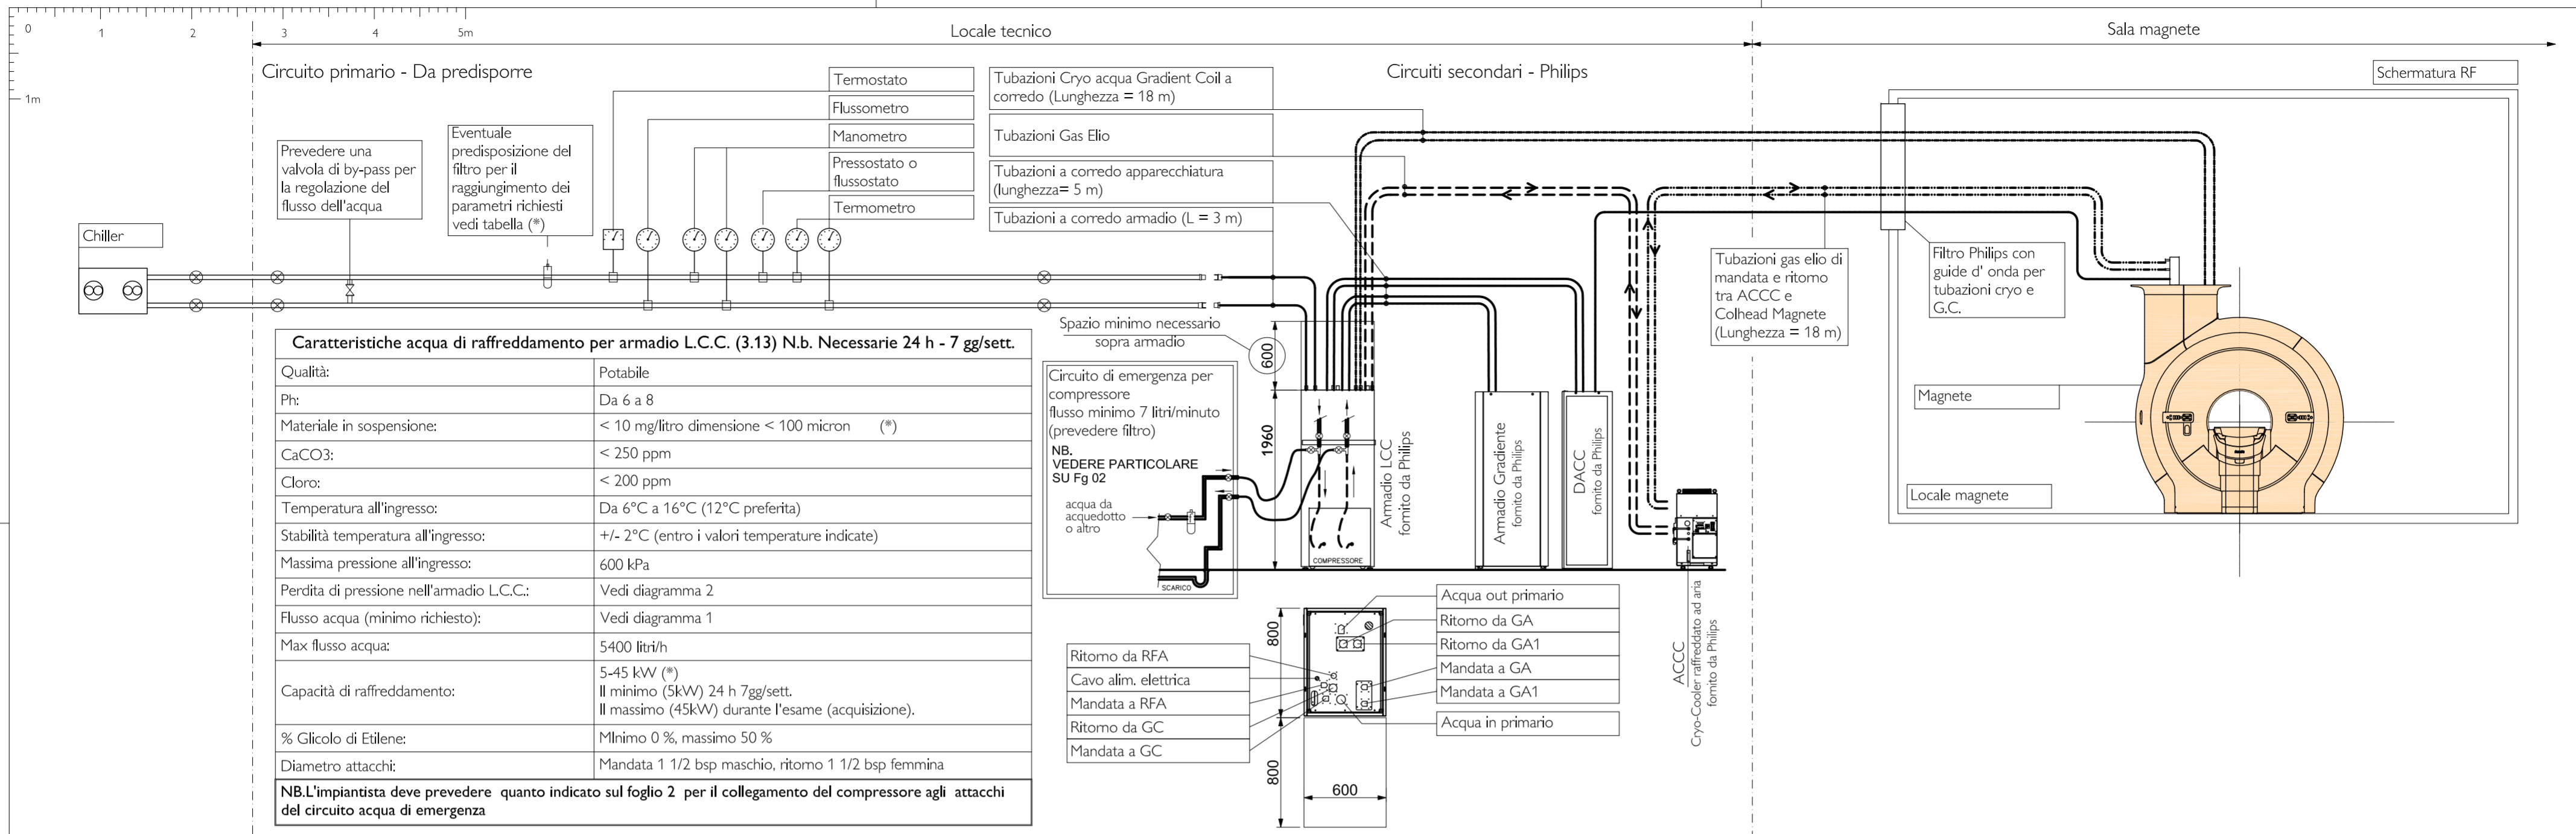 0
1
2
3
4
5m
1m
Locale tecnico
Sala magnete
Circuito primario - Da predisporre
Circuiti secondari - Philips
Schermatura RF
Termostato
Flussometro
Manometro
Pressostato o
flussostato
Termometro
Tubazioni Cryo acqua Gradient Coil a
corredo (Lunghezza = 18 m)
Tubazioni Gas Elio
Tubazioni a corredo apparecchiatura
(lunghezza= 5 m)
Tubazioni a corredo armadio (L = 3 m)
Prevedere una
valvola di by-pass per
la regolazione del
flusso dell'acqua
Eventuale
predisposizione del
filtro per il
raggiungimento dei
parametri richiesti
vedi tabella (*)
Chiller
Tubazioni gas elio di
mandata e ritorno
tra ACCC e
Colhead Magnete
(Lunghezza = 18 m)
Filtro Philips con
guide d' onda per
tubazioni cryo e
G.C.
Magnete
Locale magnete
Spazio minimo necessario
sopra armadio
600
1960
Circuito di emergenza per
compressore
flusso minimo 7 litri/minuto
(prevedere filtro)
NB.
VEDERE PARTICOLARE
SU Fg 02
acqua da
acquedotto
o altro
SCARICO
COMPRESSORE
Armadio LCC
fornito da Philips
Armadio Gradiente
fornito da Philips
DACC
fornito da Philips
ACCC
Cryo-Cooler raffreddato ad aria
fornito da Philips
Caratteristiche acqua di raffreddamento per armadio L.C.C. (3.13) N.b. Necessarie 24 h - 7 gg/sett.
Qualità: Potabile
Ph: Da 6 a 8
Materiale in sospensione: < 10 mg/litro dimensione < 100 micron (*)
CaCO3: < 250 ppm
Cloro: < 200 ppm
Temperatura all'ingresso: Da 6°C a 16°C (12°C preferita)
Stabilità temperatura all'ingresso: +/- 2°C (entro i valori temperature indicate)
Massima pressione all'ingresso: 600 kPa
Perdita di pressione nell'armadio L.C.C.: Vedi diagramma 2
Flusso acqua (minimo richiesto): Vedi diagramma 1
Max flusso acqua: 5400 litri/h
Capacità di raffreddamento: 5-45 kW (*)
Il minimo (5kW) 24 h 7gg/sett.
Il massimo (45kW) durante l'esame (acquisizione).
% Glicolo di Etilene: MInimo 0 %, massimo 50 %
Diametro attacchi: Mandata 1 1/2 bsp maschio, ritorno 1 1/2 bsp femmina
NB.L'impiantista deve prevedere quanto indicato sul foglio 2 per il collegamento del compressore agli attacchi
del circuito acqua di emergenza
Ritorno da RFA
Cavo alim. elettrica
Mandata a RFA
Ritorno da GC
Mandata a GC
800
800
600
Acqua out primario
Ritorno da GA
Ritorno da GA1
Mandata a GA
Mandata a GA1
Acqua in primario